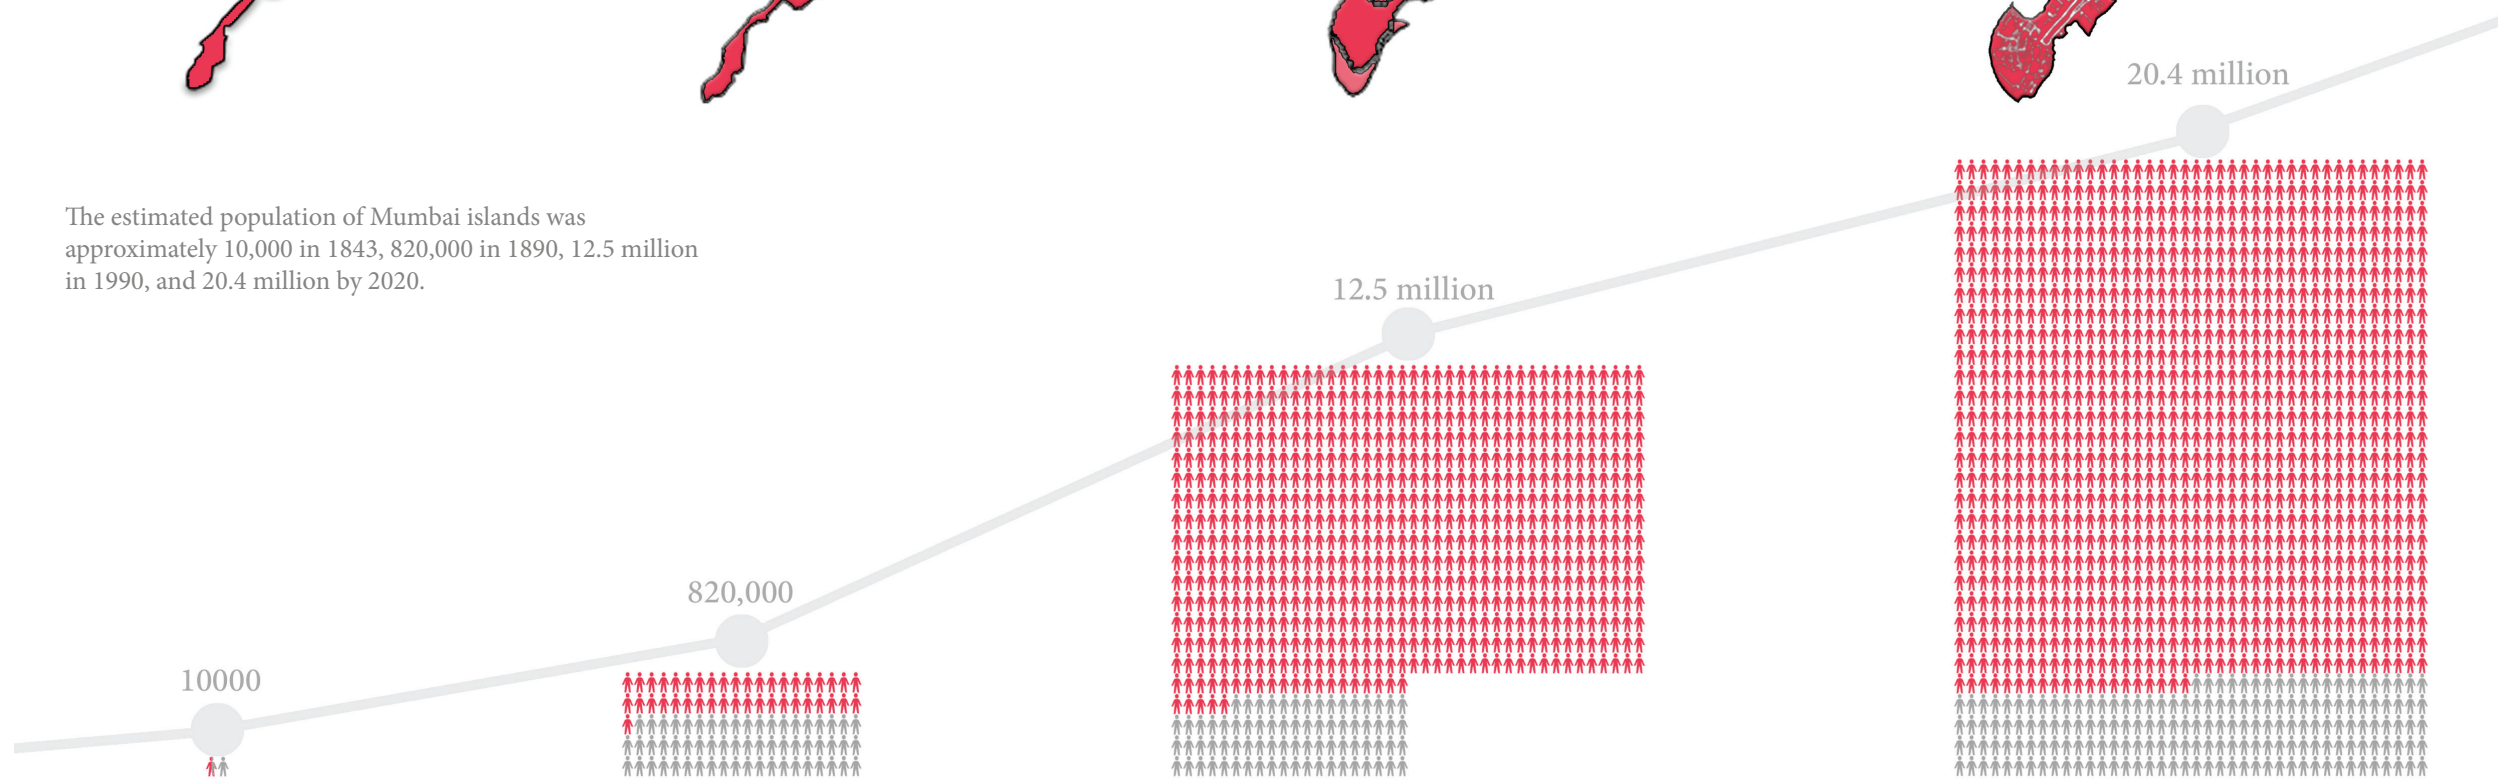 20.4 million
The estimated population of Mumbai islands was
approximately 10,000 in 1843, 820,000 in 1890, 12.5 million
in 1990, and 20.4 million by 2020.
12.5 million
820,000
10000